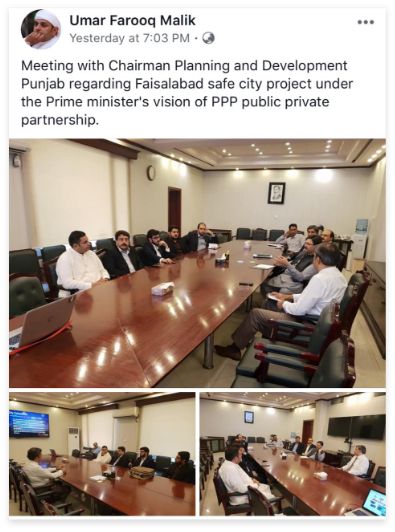 Umar Farooq Malik
Yesterday at 7:03 PM ·
Meeting with Chairman Planning and Development
Punjab regarding Faisalabad safe city project under
the Prime minister's vision of PPP public private
partnership.